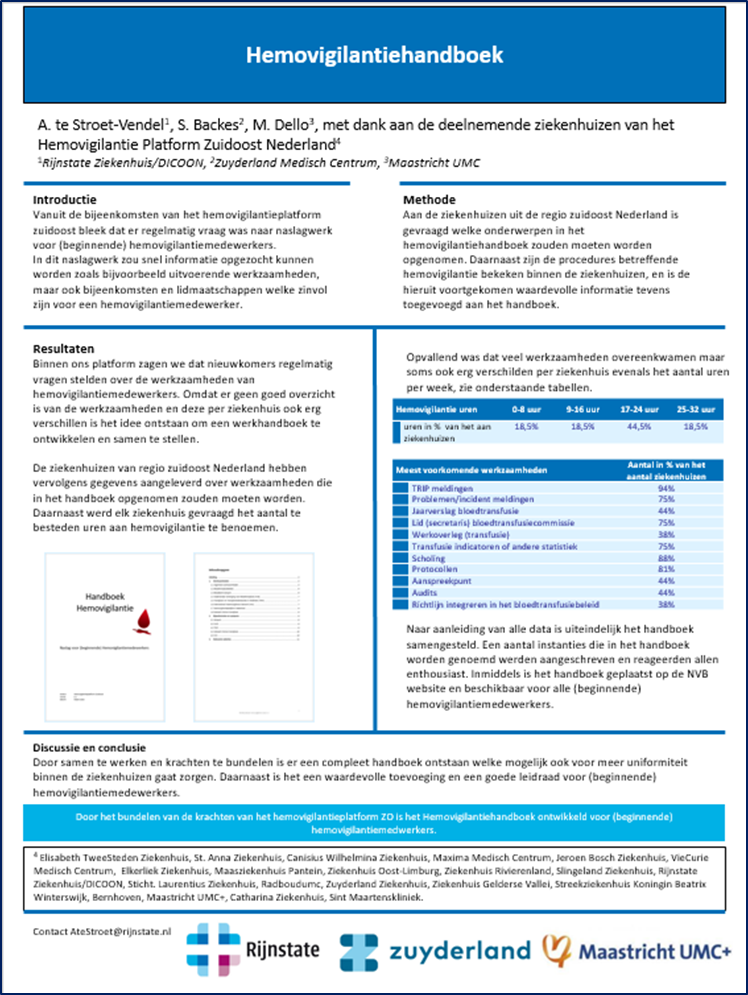 Hemovigilantiehandboek
A. te Stroet-Vendel¹, S. Backes², M. Dello³, met dank aan de deelnemende ziekenhuizen van het
Hemovigilantie Platform Zuidoost Nederland⁴
¹Rijnstate Ziekenhuis/DICOON, ²Zuyderland Medisch Centrum, ³Maastricht UMC
Introductie
Vanuit de bijeenkomsten van het hemovigilantieplatform
zuidoost bleek dat er regelmatig vraag was naar naslagwerk
voor (beginnende) hemovigilantiemedewerkers.
In dit naslagwerk zou snel informatie opgezocht kunnen
worden zoals bijvoorbeeld uitvoerende werkzaamheden,
maar ook bijeenkomsten en lidmaatschappen welke zinvol
zijn voor een hemovigilantiemedewerker.
Methode
Aan de ziekenhuizen uit de regio zuidoost Nederland is
gevraagd welke onderwerpen in het
hemovigilantiehandboek zouden moeten worden
opgenomen. Daarnaast zijn de procedures betreffende
hemovigilantie bekeken binnen de ziekenhuizen, en is de
hieruit voortgekomen waardevolle informatie tevens
toegevoegd aan het handboek.
Resultaten
Binnen ons platform zagen we dat nieuwkomers regelmatig
vragen stelden over de werkzaamheden van
hemovigilantiemedewerkers. Omdat er geen goed overzicht
is van de werkzaamheden en deze per ziekenhuis ook erg
verschillen is het idee ontstaan om een werkhandboek te
ontwikkelen en samen te stellen.
De ziekenhuizen van regio zuidoost Nederland hebben
vervolgens gegevens aangeleverd over werkzaamheden die
in het handboek opgenomen zouden moeten worden.
Daarnaast werd elk ziekenhuis gevraagd het aantal te
besteden uren aan hemovigilantie te benoemen.
Handboek
Hemovigilantie
Opvallend was dat veel werkzaamheden overeenkwamen maar
soms ook erg verschilden per ziekenhuis evenals het aantal uren
per week, zie onderstaande tabellen.
Hemovigilantie uren 0-8 uur 9-16 uur 17-24 uur 25-32 uur
uren in % van het aan 18,5% 18,5% 44,5% 18,5%
ziekenhuizen
Meest voorkomende werkzaamheden Aantal in % van het
aantal ziekenhuizen
TRIP meldingen 94%
Problemen/incident meldingen 75%
Jaarverslag bloedtransfusie 44%
Lid (secretaris) bloedtransfusiecommissie 75%
Werkoverleg (transfusie) 38%
Transfusie indicatoren of andere statistiek 75%
Scholing 88%
Protocollen 81%
Aanspreekpunt 44%
Audits 44%
Richtlijn integreren in het bloedtransfusiebeleid 38%
Naar aanleiding van alle data is uiteindelijk het handboek
samengesteld. Een aantal instanties die in het handboek
worden genoemd werden aangeschreven en reageerden allen
enthousiast. Inmiddels is het handboek geplaatst op de NVB
website en beschikbaar voor alle (beginnende)
hemovigilantiemedewerkers.
Discussie en conclusie
Door samen te werken en krachten te bundelen is er een compleet handboek ontstaan welke mogelijk ook voor meer uniformiteit
binnen de ziekenhuizen gaat zorgen. Daarnaast is het een waardevolle toevoeging en een goede leidraad voor (beginnende)
hemovigilantiemedewerkers.
Door het bundelen van de krachten van het hemovigilantieplatform ZO is het Hemovigilantiehandboek ontwikkeld voor (beginnende)
hemovigilantiemedwerkers.
⁴ Elisabeth TweeSteden Ziekenhuis, St. Anna Ziekenhuis, Canisius Wilhelmina Ziekenhuis, Maxima Medisch Centrum, Jeroen Bosch Ziekenhuis, VieCurie
Medisch Centrum, Elkerliek Ziekenhuis, Maasziekenhuis Pantein, Ziekenhuis Oost-Limburg, Ziekenhuis Rivierenland, Slingeland Ziekenhuis, Rijnstate
Ziekenhuis/DICOON, Sticht. Laurentius Ziekenhuis, Radboudumc, Zuyderland Ziekenhuis, Ziekenhuis Gelderse Vallei, Streekziekenhuis Koningin Beatrix
Winterswijk, Bernhoven, Maastricht UMC+, Catharina Ziekenhuis, Sint Maartenskliniek.
Contact AteStroet@rijnstate.nl
Rijnstate
zuyderland
Maastricht UMC+